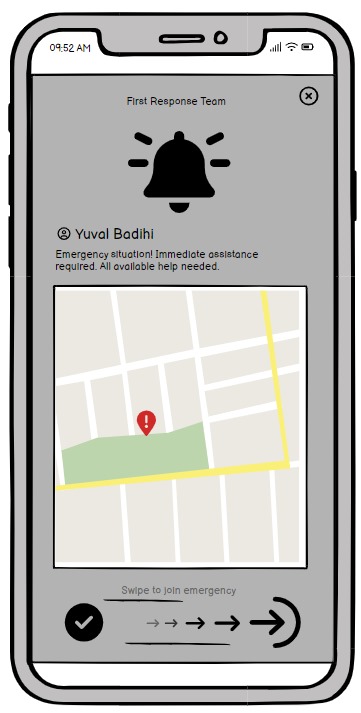 09:52 AM
First Response Team
Yuval Badihi
Emergency situation! Immediate assistance
required. All available help needed.
Swipe to join emergency